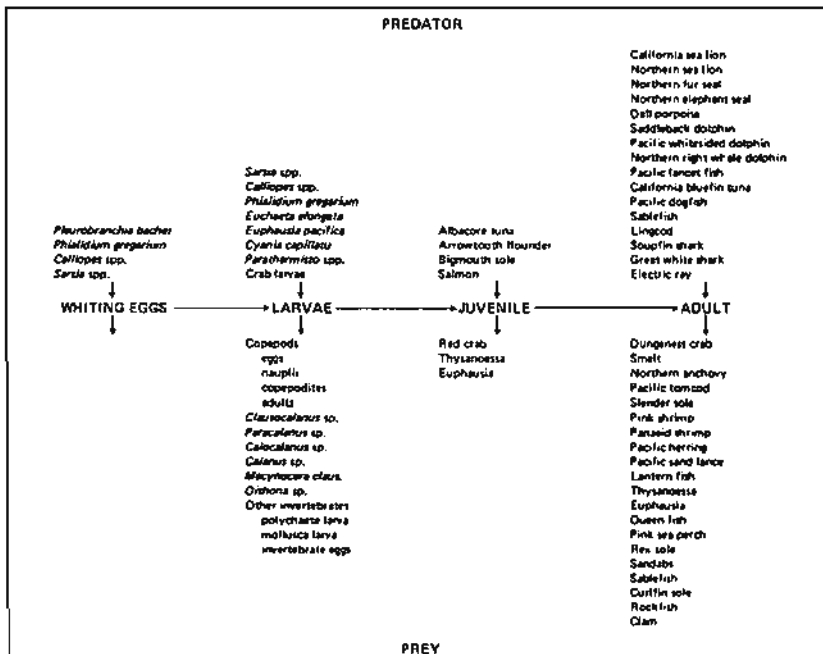 PREDATOR
California sea lion
Northern sea lion
Northern fur seal
Northern elephant seal
Dall porpoise
Saddleback dolphin
Pacific whitesided dolphin
Northern right whale dolphin
Pacific lancet fish
California bluefin tuna
Pacific dogfish
Sablefish
Lingcod
Soupfin shark
Great white shark
Electric ray
Sarsia spp.
Calliopes spp.
Phialidium gregarium
Euchaeta elongata
Euphausia pacifica
Cyania capillata
Parathermisto spp.
Crab larvae
Albacore tuna
Arrowtooth flounder
Bigmouth sole
Salmon
Pleurobranchia bachei
Phialidium gregarium
Calliopes spp.
Sarsia spp.
WHITING EGGS LARVAE JUVENILE ADULT
Copepods
eggs
nauplii
copepodites
adults
Clausocalanus sp.
Paracalanus sp.
Calocalanus sp.
Calanus sp.
Mecynocera claus.
Oithona sp.
Other invertebrates
polychaete larva
mollusca larva
invertebrate eggs
Red crab
Thysanoessa
Euphausia
Dungeness crab
Smelt
Northern anchovy
Pacific tomcod
Slender sole
Pink shrimp
Panaeid shrimp
Pacific herring
Pacific sand lance
Lantern fish
Thysanoessa
Euphausia
Queen fish
Pink sea perch
Rex sole
Sandabs
Sablefish
Curlfin sole
Rockfish
Clam
PREY